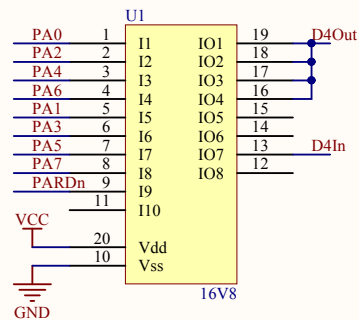 U1
PA0 1 I1 IO1 19 D4Out
PA2 2 I2 IO2 18
PA4 3 I3 IO3 17
PA6 4 I4 IO4 16
PA1 5 I5 IO5 15
PA3 6 I6 IO6 14
PA5 7 I7 IO7 13 D4In
PA7 8 I8 IO8 12
PARDn 9 I9
11 I10
VCC
20 Vdd
10 Vss
16V8
GND